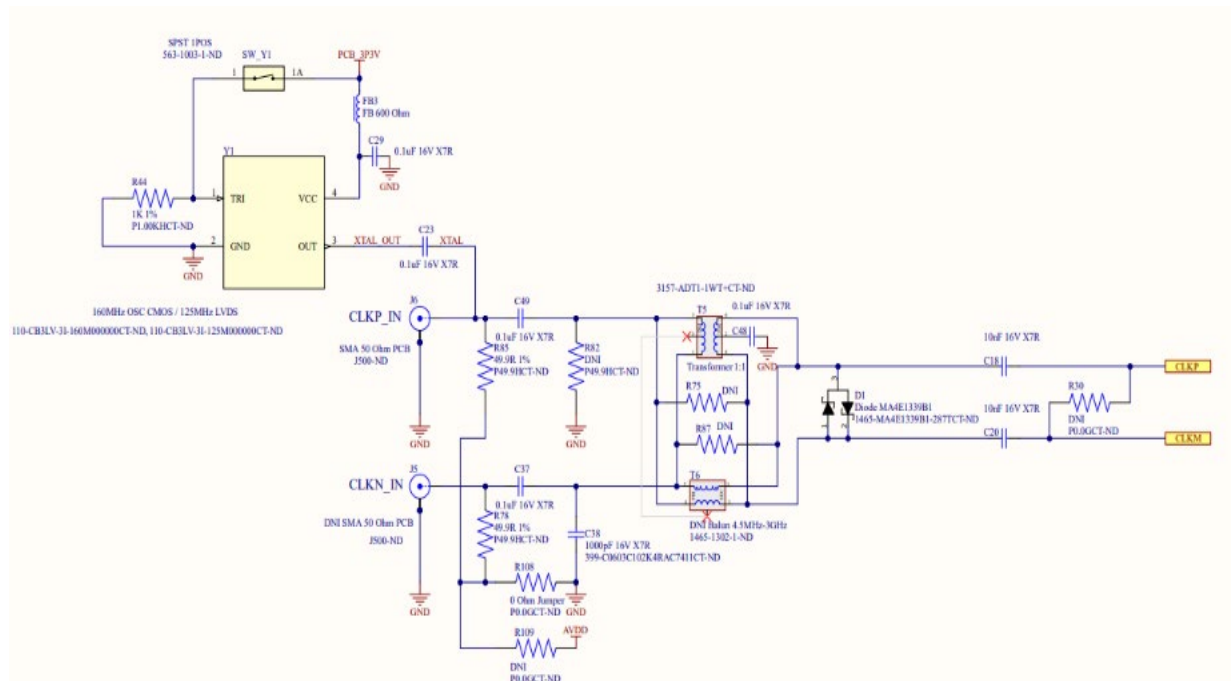 SPST 1POS
563-1003-1-ND
SW_Y1
1
1A
PCB_3P3V
FB3
FB 600 Ohm
C29
0.1uF 16V X7R
GND
Y1
R44
1K 1%
P1.00KHCT-ND
1
TRI
VCC
4
2
GND
OUT
3
XTAL_OUT
C23
XTAL
0.1uF 16V X7R
GND
160MHz OSC CMOS / 125MHz LVDS
110-CB3LV-3I-160M000000CT-ND, 110-CB3LV-3I-125M000000CT-ND
J6
CLKP_IN
SMA 50 Ohm PCB
J500-ND
GND
C49
0.1uF 16V X7R
R85
49.9R 1%
P49.9HCT-ND
R82
DNI
P49.9HCT-ND
GND
3157-ADT1-1WT+CT-ND
T5
0.1uF 16V X7R
C48
GND
Transformer 1:1
R75
DNI
R87
DNI
T6
DNI Balun 4.5MHz-3GHz
1465-1302-1-ND
J5
CLKN_IN
DNI SMA 50 Ohm PCB
J500-ND
GND
C37
0.1uF 16V X7R
R78
49.9R 1%
P49.9HCT-ND
C38
1000pF 16V X7R
399-C0603C102K4RAC7411CT-ND
R108
0 Ohm Jumper
P0.0GCT-ND
GND
R109
DNI
P0.0GCT-ND
AVDD
3
D1
Diode MA4E1339B1
1465-MA4E1339B1-287TCT-ND
1
2
10nF 16V X7R
C18
10nF 16V X7R
C20
R30
DNI
P0.0GCT-ND
CLKP
CLKM